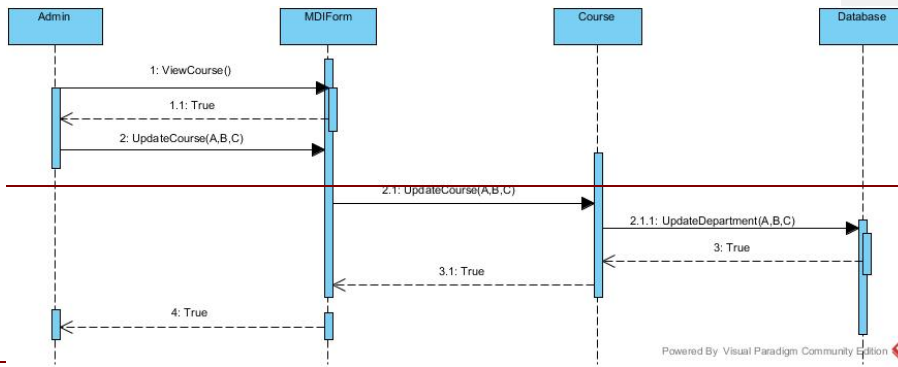 Admin
MDIForm
Course
Database
1: ViewCourse()
1.1: True
2: UpdateCourse(A,B,C)
2.1: UpdateCourse(A,B,C)
2.1.1: UpdateDepartment(A,B,C)
3: True
3.1: True
4: True
Powered By Visual Paradigm Community Edition